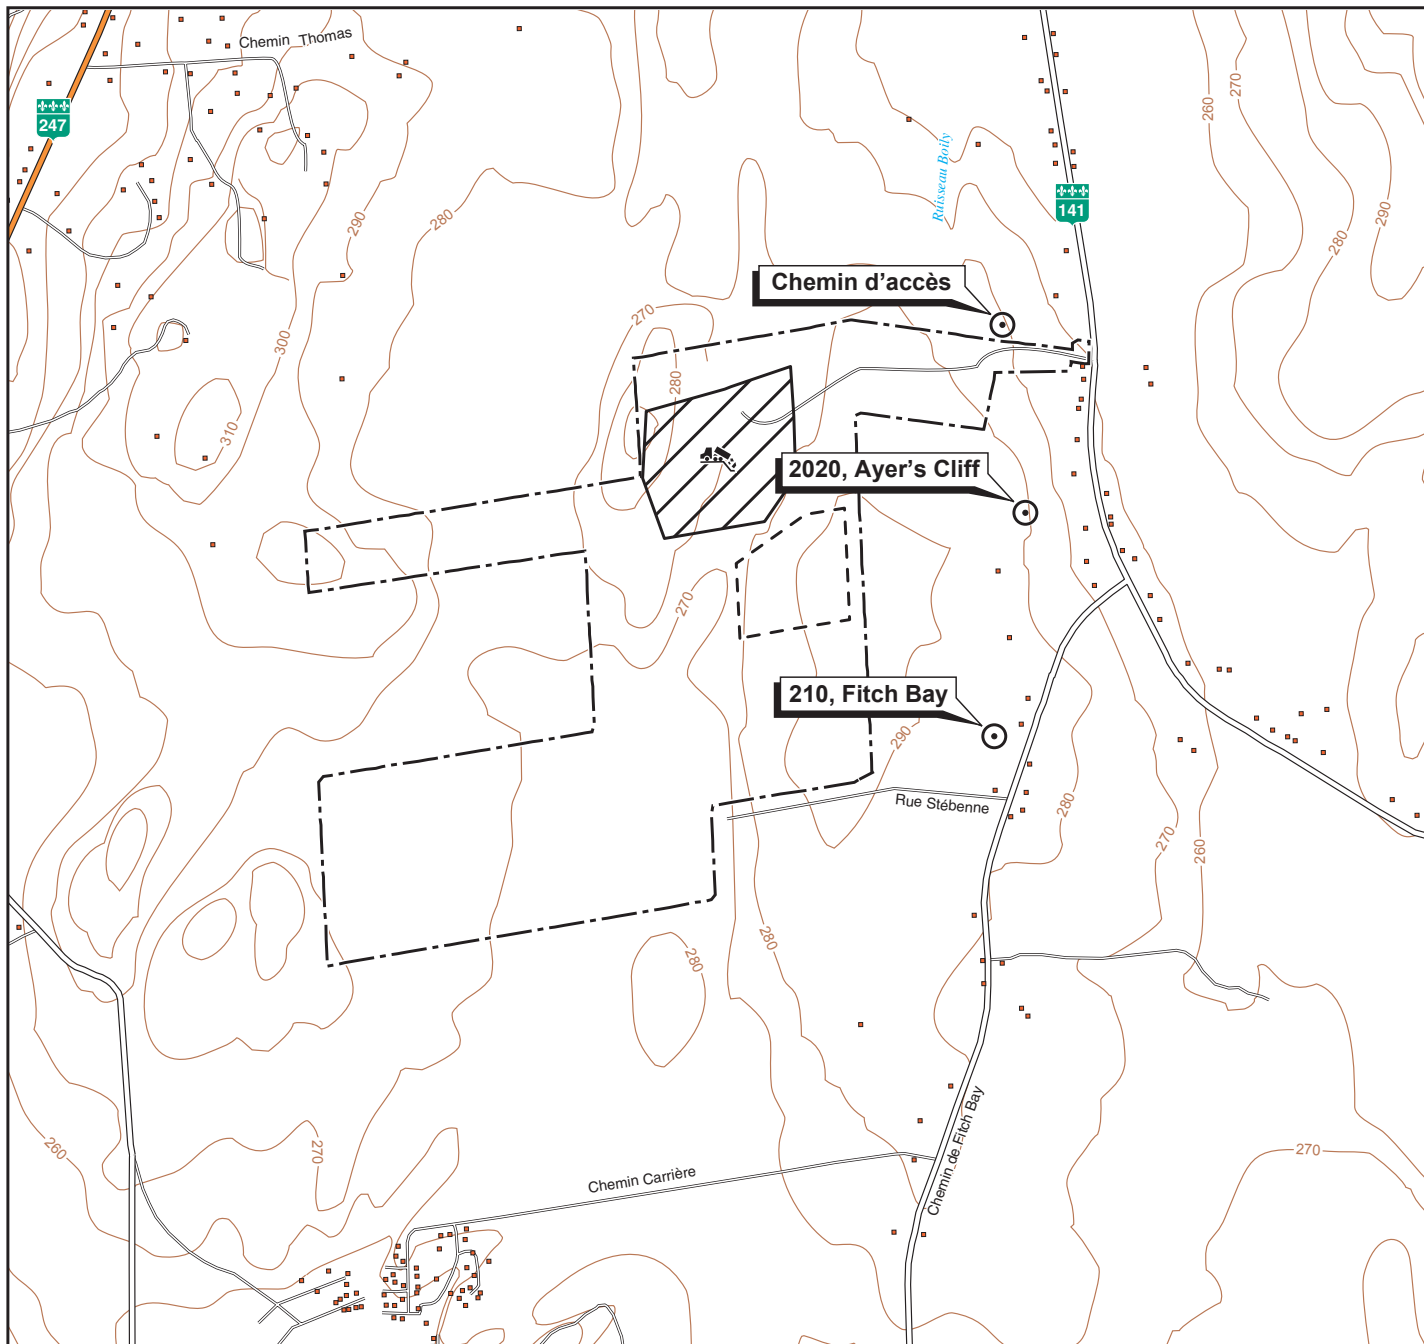 Chemin Thomas
247
290
280
300
310
Ruisseau Boily
141
260
270
290
280
Chemin d'accès
270
280
2020, Ayer's Cliff
270
210, Fitch Bay
290
Rue Stébenne
280
270
260
280
280
260
270
Chemin Carrière
Chemin de Fitch Bay
270